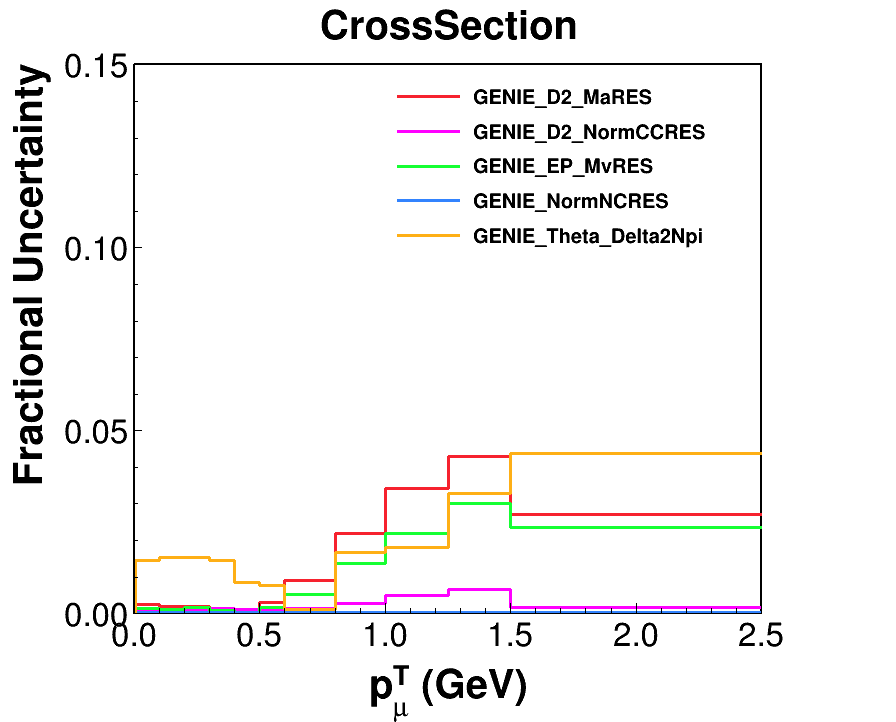 CrossSection
Fractional Uncertainty
0.15
0.10
0.05
0.00
GENIE_D2_MaRES
GENIE_D2_NormCCRES
GENIE_EP_MvRES
GENIE_NormNCRES
GENIE_Theta_Delta2Npi
0.0 0.5 1.0 1.5 2.0 2.5
p_μ^T (GeV)